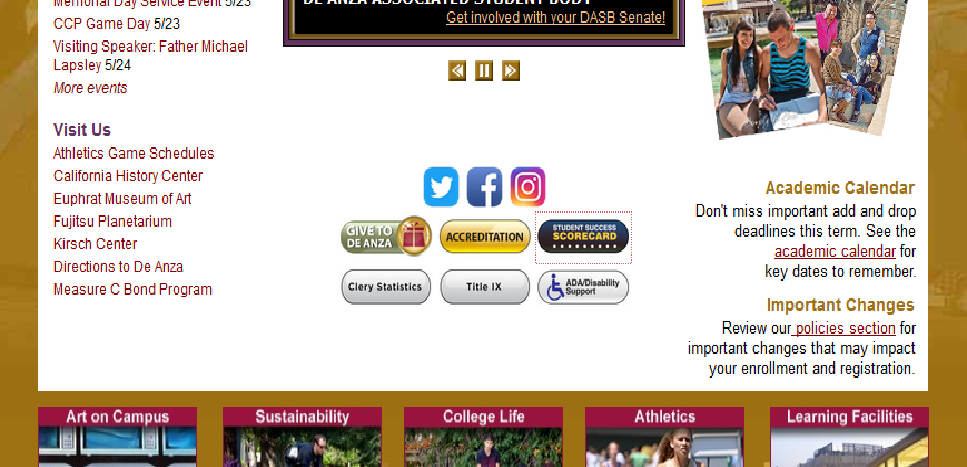 Memorial Day Service Event 5/23
CCP Game Day 5/23
Visiting Speaker: Father Michael
Lapsley 5/24
More events
Visit Us
Athletics Game Schedules
California History Center
Euphrat Museum of Art
Fujitsu Planetarium
Kirsch Center
Directions to De Anza
Measure C Bond Program
DE ANZA ASSOCIATED STUDENT BODY
Get involved with your DASB Senate!
GIVE TO
DE ANZA
ACCREDITATION
STUDENT SUCCESS
SCORECARD
Clery Statistics
Title IX
ADA/Disability
Support
Academic Calendar
Don't miss important add and drop
deadlines this term. See the
academic calendar for
key dates to remember.
Important Changes
Review our policies section for
important changes that may impact
your enrollment and registration.
Art on Campus
Sustainability
College Life
Athletics
Learning Facilities